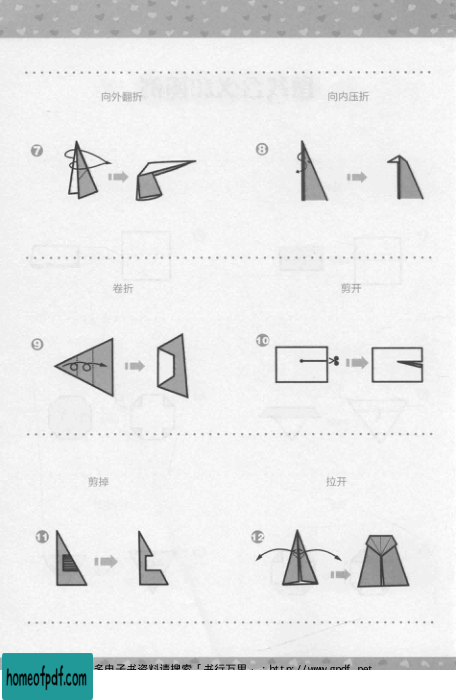 向外翻折
向内压折
7
8
卷折
剪开
9
10
剪掉
拉开
11
12
homeofpdf.com
多电子书资料请搜索「书行万里
http://www.gpdf.net